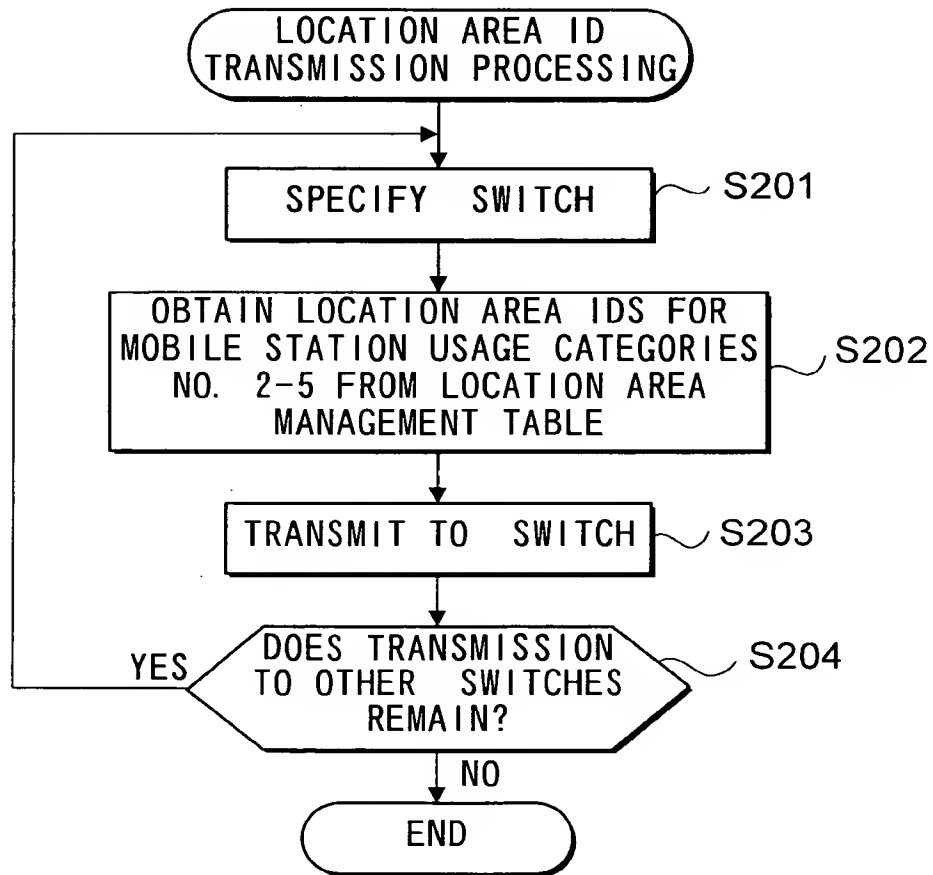 LOCATION AREA ID
TRANSMISSION PROCESSING
SPECIFY SWITCH
S201
OBTAIN LOCATION AREA IDS FOR
MOBILE STATION USAGE CATEGORIES
NO. 2-5 FROM LOCATION AREA
MANAGEMENT TABLE
S202
TRANSMIT TO SWITCH
S203
DOES TRANSMISSION
TO OTHER SWITCHES
REMAIN?
S204
YES
NO
END